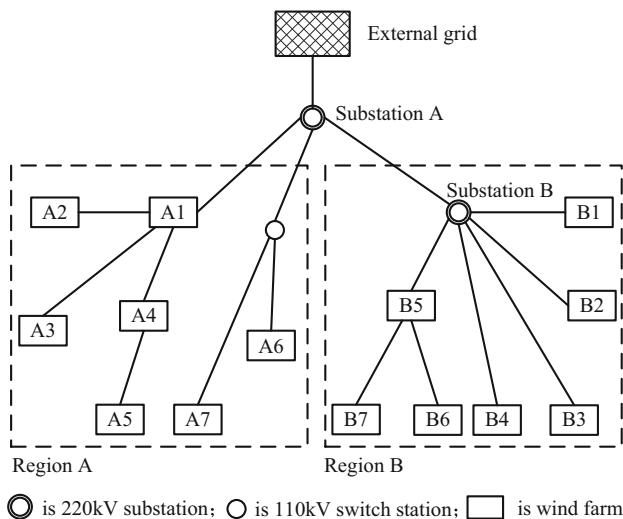 External grid
Substation A
Substation B
A2
A1
B1
A3
A4
A6
B5
B2
A5
A7
B7
B6
B4
B3
Region A
Region B
is 220kV substation; is 110kV switch station; is wind farm